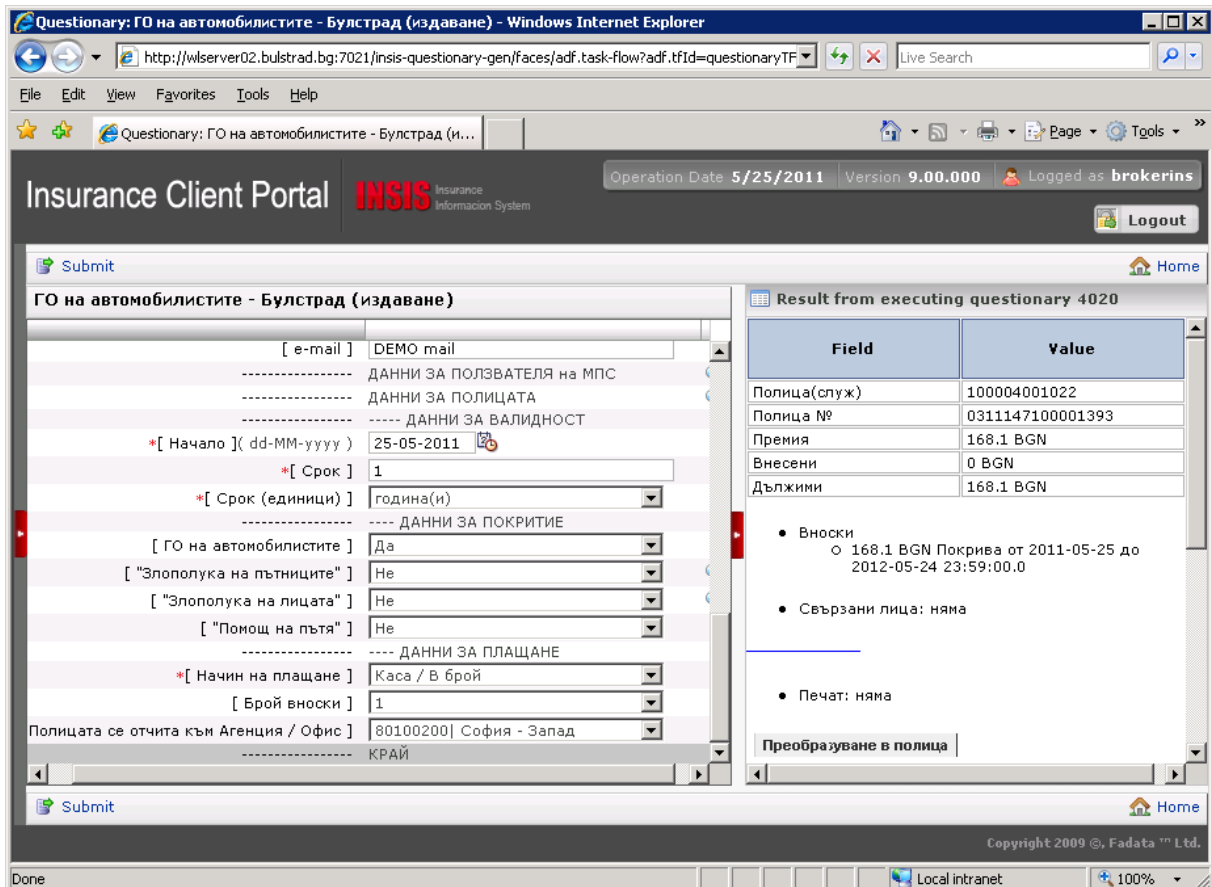 Questionary: ГО на автомобилистите - Булстрад (издаване) - Windows Internet Explorer
http://wlserver02.bulstrad.bg:7021/insis-questionary-gen/faces/adf.task-flow?adf.tfId=questionaryTF
Live Search
File Edit View Favorites Tools Help
Questionary: ГО на автомобилистите - Булстрад (и...
Page Tools »
Insurance Client Portal
INSIS Insurance Informacion System
Operation Date 5/25/2011 Version 9.00.000 Logged as brokerins
Logout
Submit Home
ГО на автомобилистите - Булстрад (издаване)
[ e-mail ] DEMO mail
---------------- ДАННИ ЗА ПОЛЗВАТЕЛЯ на МПС
---------------- ДАННИ ЗА ПОЛИЦАТА
---------------- ----- ДАННИ ЗА ВАЛИДНОСТ
*[ Начало ]( dd-MM-yyyy ) 25-05-2011
*[ Срок ] 1
*[ Срок (единици) ] година(и)
---------------- ---- ДАННИ ЗА ПОКРИТИЕ
[ ГО на автомобилистите ] Да
[ "Злополука на пътниците" ] Не
[ "Злополука на лицата" ] Не
[ "Помощ на пътя" ] Не
---------------- ---- ДАННИ ЗА ПЛАЩАНЕ
*[ Начин на плащане ] Каса / В брой
[ Брой вноски ] 1
Полицата се отчита към Агенция / Офис ] 80100200| София - Запад
---------------- КРАЙ
Result from executing questionary 4020
Field Value
Полица(служ) 100004001022
Полица № 0311147100001393
Премия 168.1 BGN
Внесени 0 BGN
Дължими 168.1 BGN
• Вноски
o 168.1 BGN Покрива от 2011-05-25 до
2012-05-24 23:59:00.0
• Свързани лица: няма
• Печат: няма
Преобразуване в полица
Submit Home
Copyright 2009 ©, Fadata ™ Ltd.
Done Local intranet 100%